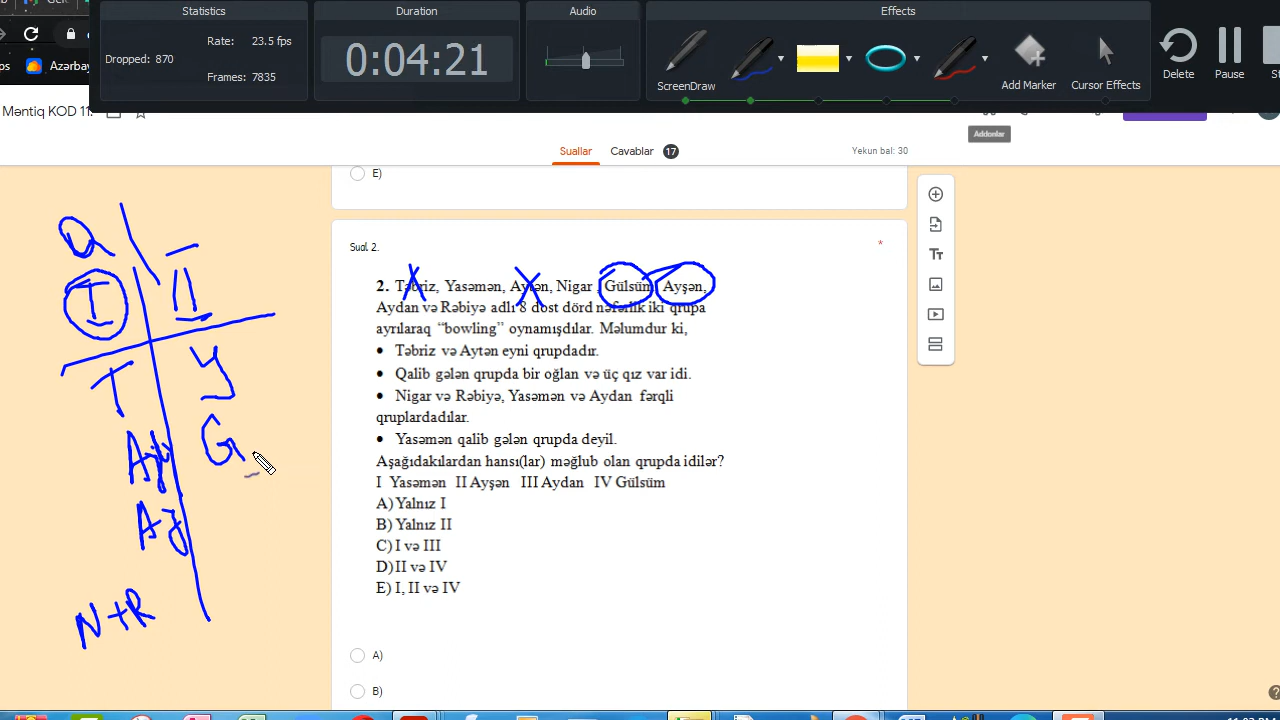 Statistics
Duration
Audio
Effects
Dropped: 870
Rate: 23.5 fps
Frames: 7835
0:04:21
ScreenDraw
Add Marker
Cursor Effects
Delete
Pause
Azərbay
Məntiq KOD 11.
Addonlar
Suallar
Cavablar 17
Yekun bal: 30
E)
Sual 2.
*
2. Təbriz, Yasəmən, Aytən, Nigar, Gülsüm, Ayşən,
Aydan və Rəbiyə adlı 8 dost dörd nəfərlik iki qrupa
ayrılaraq “bowling” oynamışdılar. Məlumdur ki,
• Təbriz və Aytən eyni qrupdadır.
• Qalib gələn qrupda bir oğlan və üç qız var idi.
• Nigar və Rəbiyə, Yasəmən və Aydan fərqli
qruplardadılar.
• Yasəmən qalib gələn qrupda deyil.
Aşağıdakılardan hansı(lar) məğlub olan qrupda idilər?
I Yasəmən II Ayşən III Aydan IV Gülsüm
A) Yalnız I
B) Yalnız II
C) I və III
D) II və IV
E) I, II və IV
A)
B)
Q
I II
T Y
G
N+R